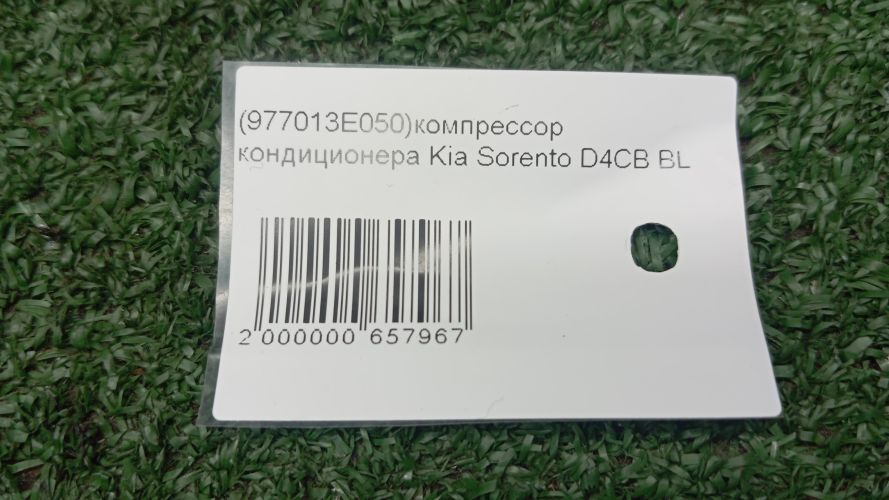 (977013E050)компрессор
кондиционера Kia Sorento D4CB BL
2 000000 657967